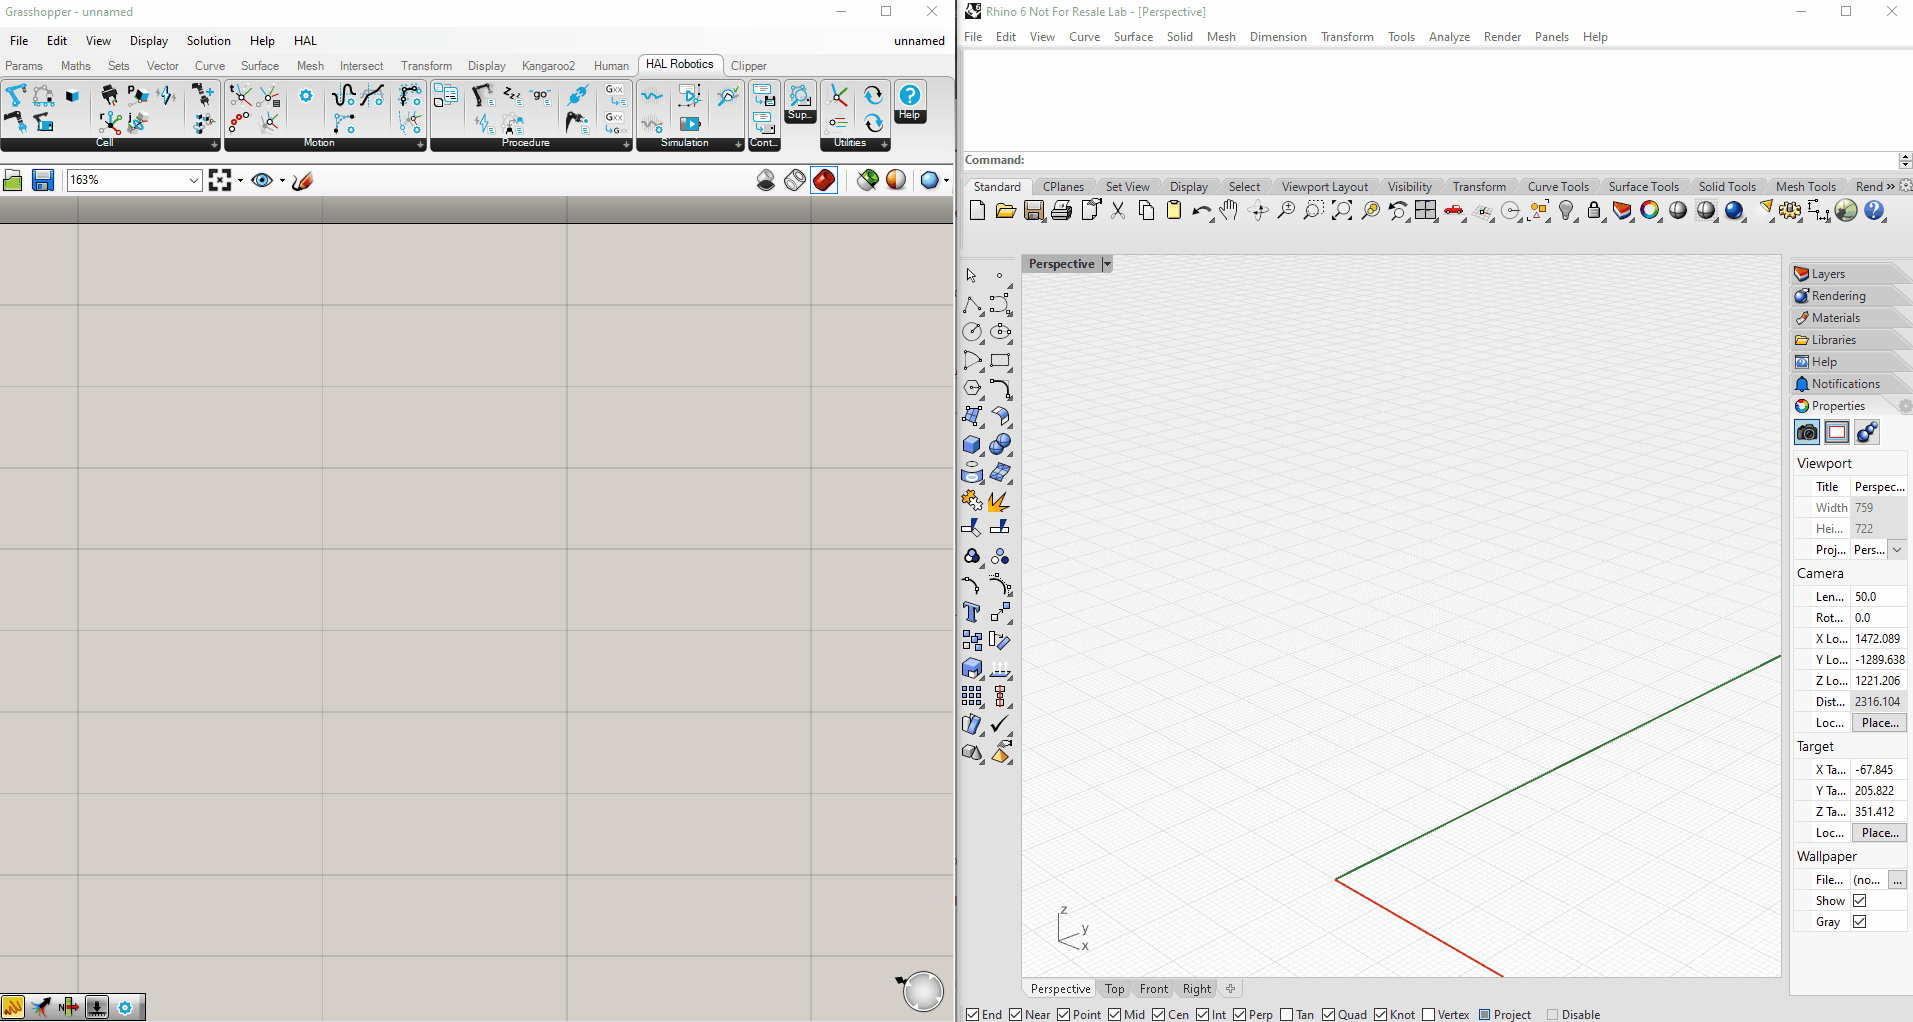 Grasshopper - unnamed
File Edit View Display Solution Help HAL unnamed
Params Maths Sets Vector Curve Surface Mesh Intersect Transform Display Kangaroo2 Human HAL Robotics Clipper
Cell Motion Procedure Simulation Cont... Sup... Utilities Help
163%
Rhino 6 Not For Resale Lab - [Perspective]
File Edit View Curve Surface Solid Mesh Dimension Transform Tools Analyze Render Panels Help
Command:
Standard CPlanes Set View Display Select Viewport Layout Visibility Transform Curve Tools Surface Tools Solid Tools Mesh Tools Rend »
Perspective
z
y
x
Layers
Rendering
Materials
Libraries
Help
Notifications
Properties
Viewport
Title Perspec...
Width 759
Hei... 722
Proj... Pers...
Camera
Len... 50.0
Rot... 0.0
X Lo... 1472.089
Y Lo... -1289.638
Z Lo... 1221.206
Dist... 2316.104
Loc... Place...
Target
X Ta... -67.845
Y Ta... 205.822
Z Ta... 351.412
Loc... Place...
Wallpaper
File... (no... ...
Show
Gray
Perspective Top Front Right
End Near Point Mid Cen Int Perp Tan Quad Knot Vertex Project Disable